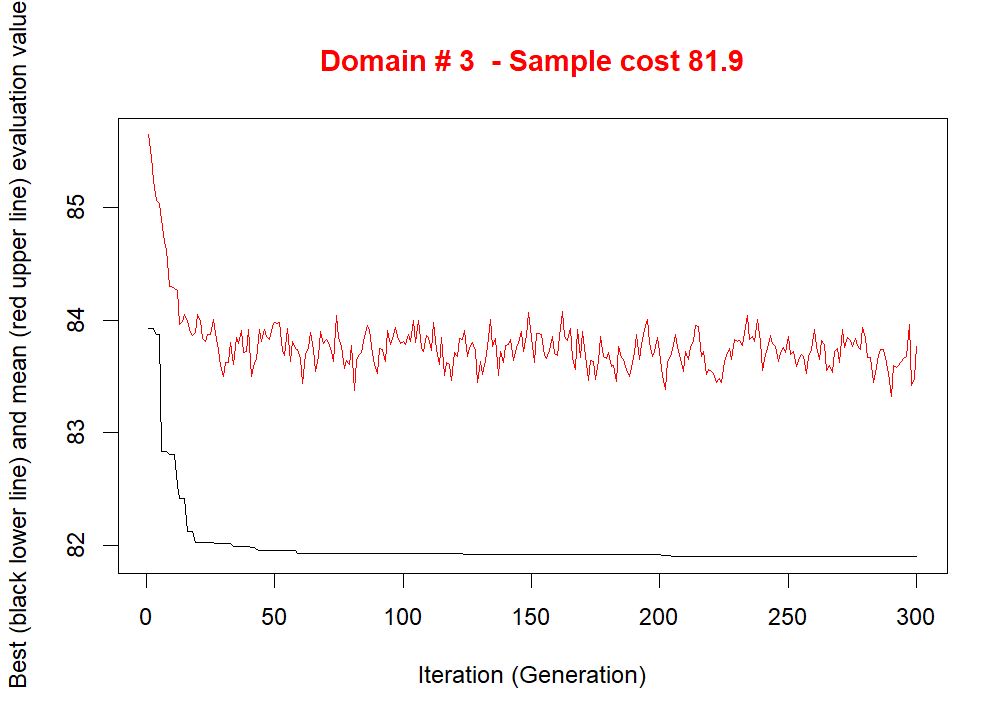 Domain # 3  - Sample cost 81.9
Best (black lower line) and mean (red upper line) evaluation value
85
84
83
82
0 50 100 150 200 250 300
Iteration (Generation)